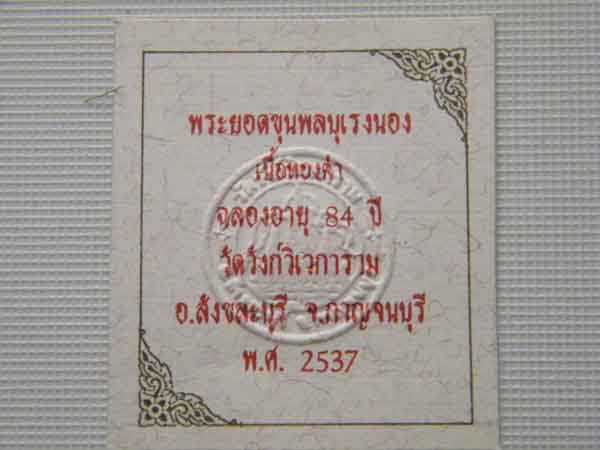 พระยอดขุนพลบุเรงนอง
เนื้อทองคำ
ฉลองอายุ 84 ปี
วัดวังก์วิเวการาม
อ.สังขละบุรี จ.กาญจนบุรี
พ.ศ. 2537